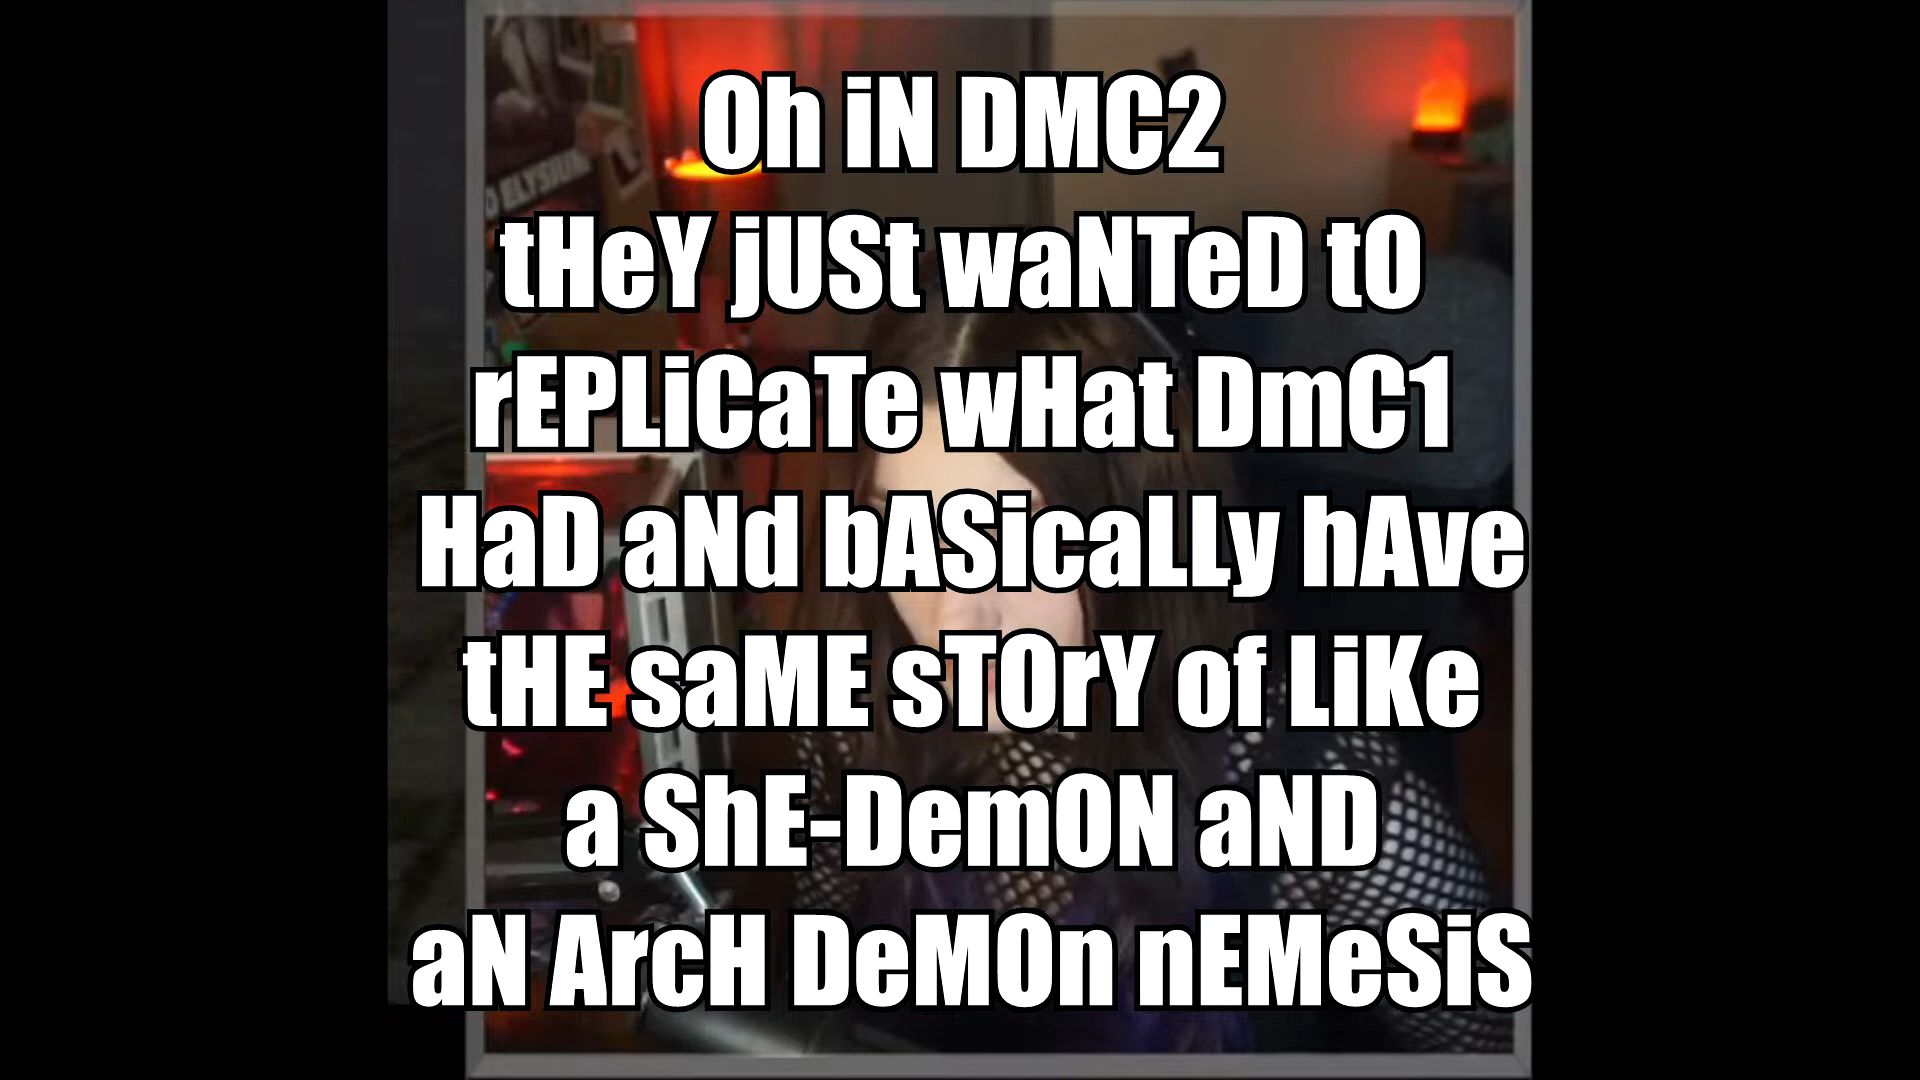 Oh iN DMC2
tHeY jUSt waNTeD tO
rEPLiCaTe wHat DmC1
HaD aNd bASicaLLy hAve
tHE saME sTOrY of LiKe
a ShE-DemON aND
aN ArcH DeMOn nEMeSiS
ELYSIUM